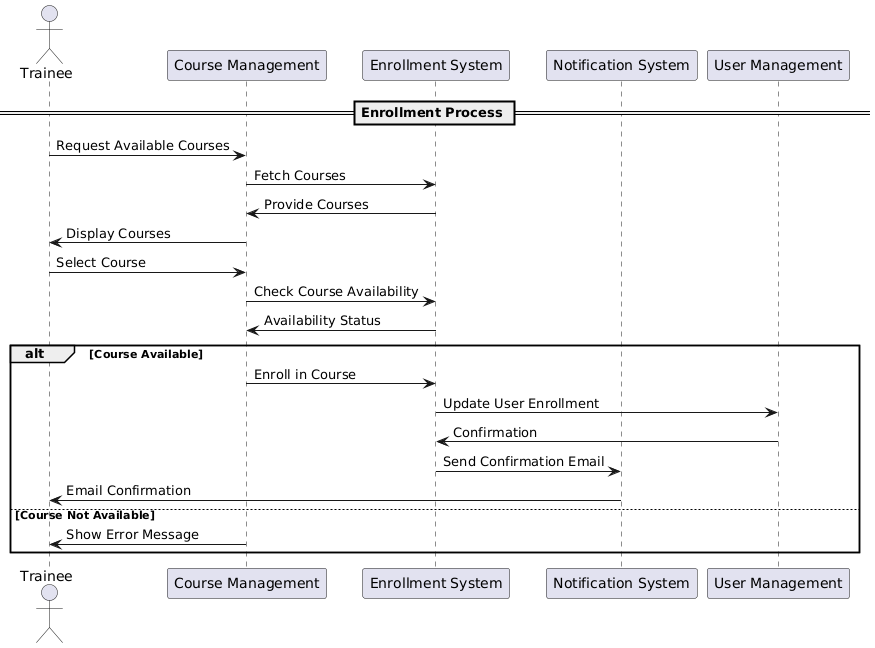 Trainee
Course Management
Enrollment System
Notification System
User Management
Enrollment Process
Request Available Courses
Fetch Courses
Provide Courses
Display Courses
Select Course
Check Course Availability
Availability Status
alt [Course Available]
Enroll in Course
Update User Enrollment
Confirmation
Send Confirmation Email
Email Confirmation
[Course Not Available]
Show Error Message
Trainee
Course Management
Enrollment System
Notification System
User Management